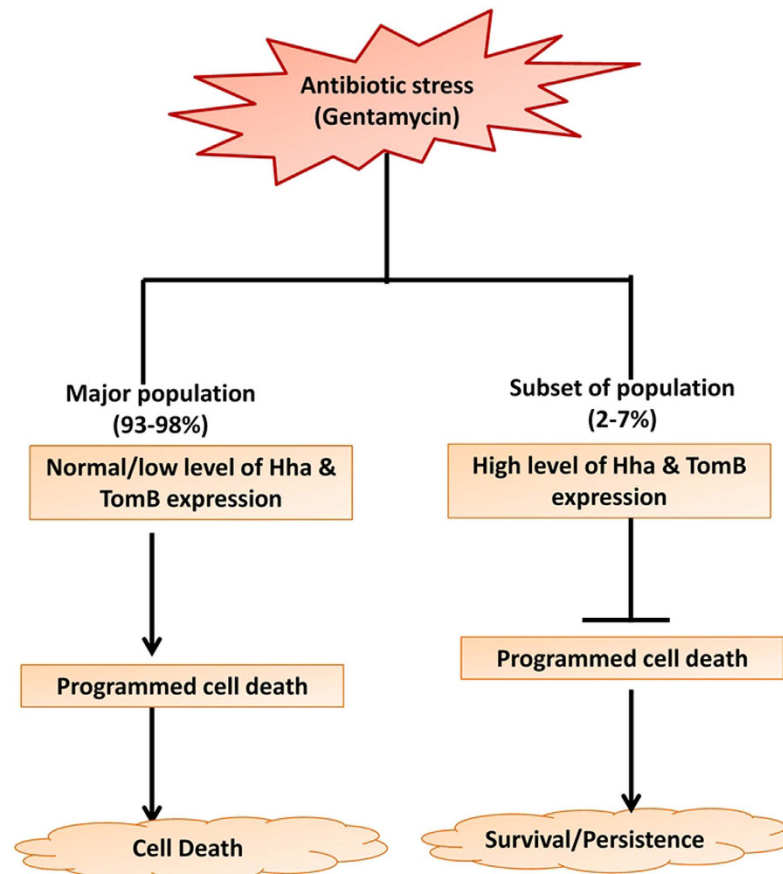 Antibiotic stress
(Gentamycin)
Major population
(93-98%)
Normal/low level of Hha &
TomB expression
Programmed cell death
Cell Death
Subset of population
(2-7%)
High level of Hha & TomB
expression
Programmed cell death
Survival/Persistence